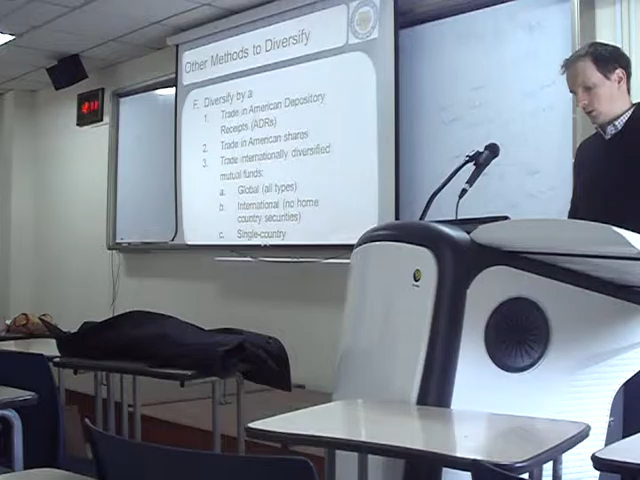 Other Methods to Diversify
F. Diversify by a
1. Trade in American Depository
Receipts (ADRs)
2. Trade in American shares
3. Trade internationally diversified
mutual funds:
a. Global (all types)
b. International (no home
country securities)
c. Single-country